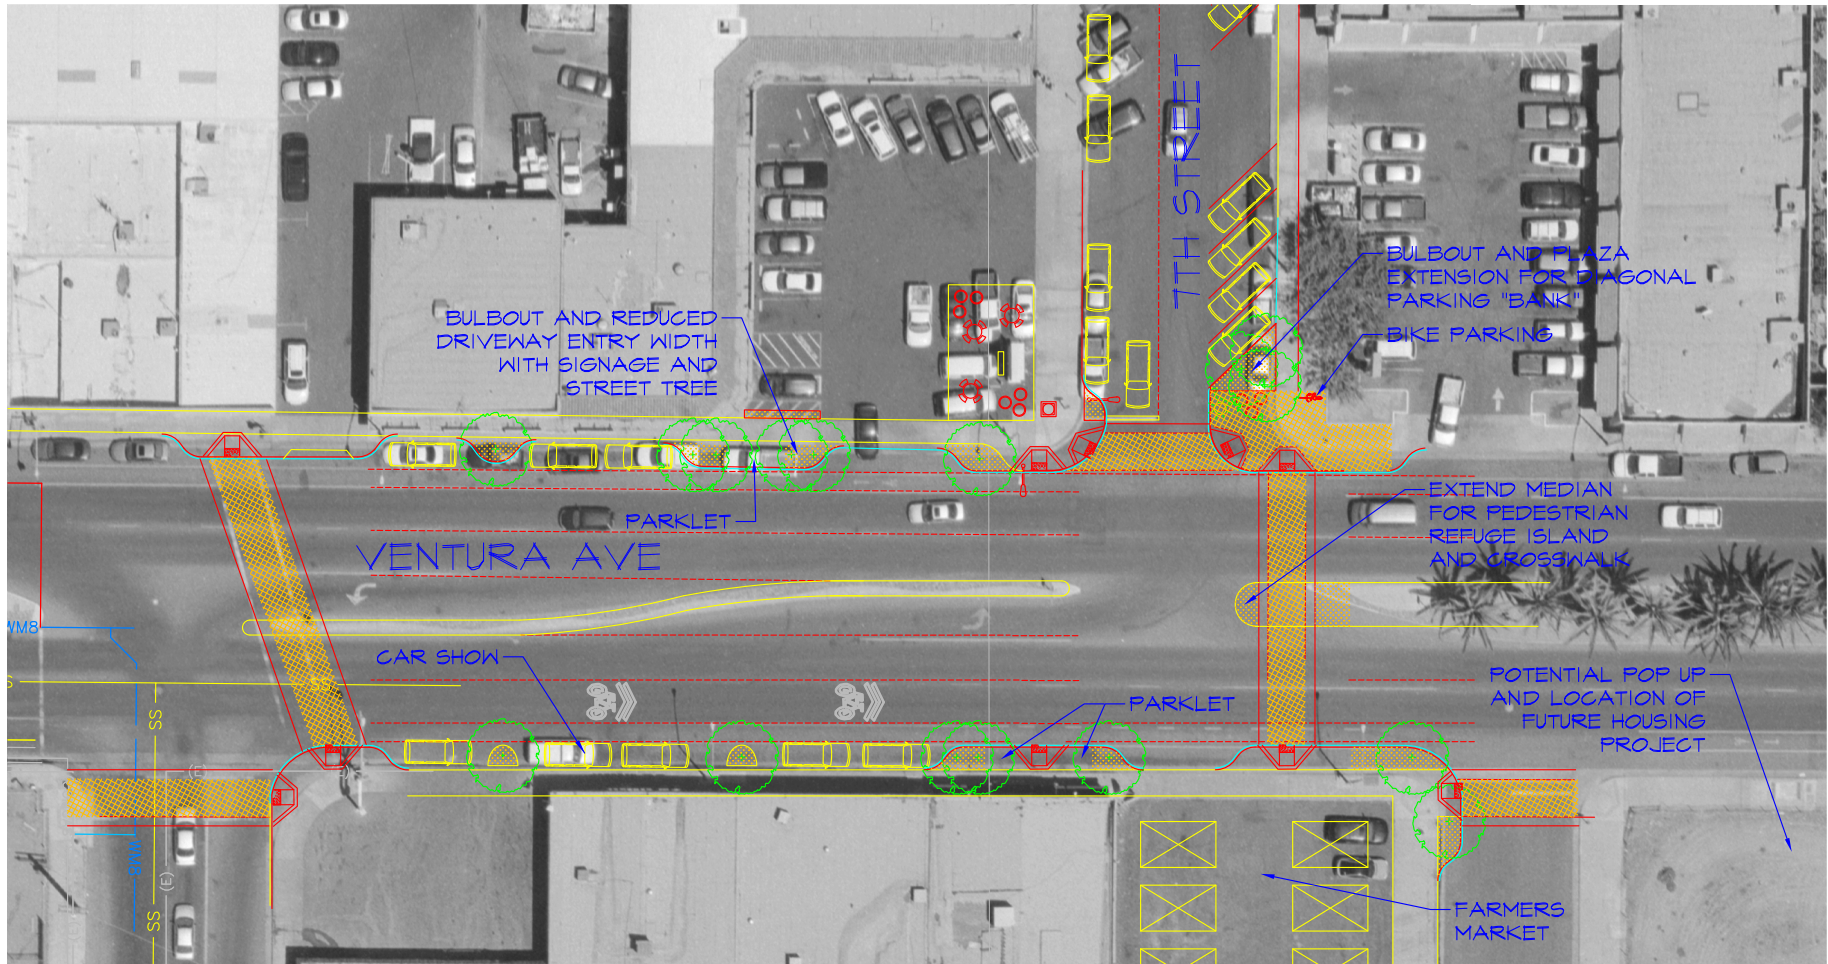 7TH STREET
BULBOUT AND PLAZA
EXTENSION FOR DIAGONAL
PARKING "BANK"
BIKE PARKING
BULBOUT AND REDUCED
DRIVEWAY ENTRY WIDTH
WITH SIGNAGE AND
STREET TREE
PARKLET
EXTEND MEDIAN
FOR PEDESTRIAN
REFUGE ISLAND
AND CROSSWALK
VENTURA AVE
WM8
CAR SHOW
S
SS
SS
PARKLET
POTENTIAL POP UP
AND LOCATION OF
FUTURE HOUSING
PROJECT
(E)
WM8
(E)
SS
FARMERS
MARKET